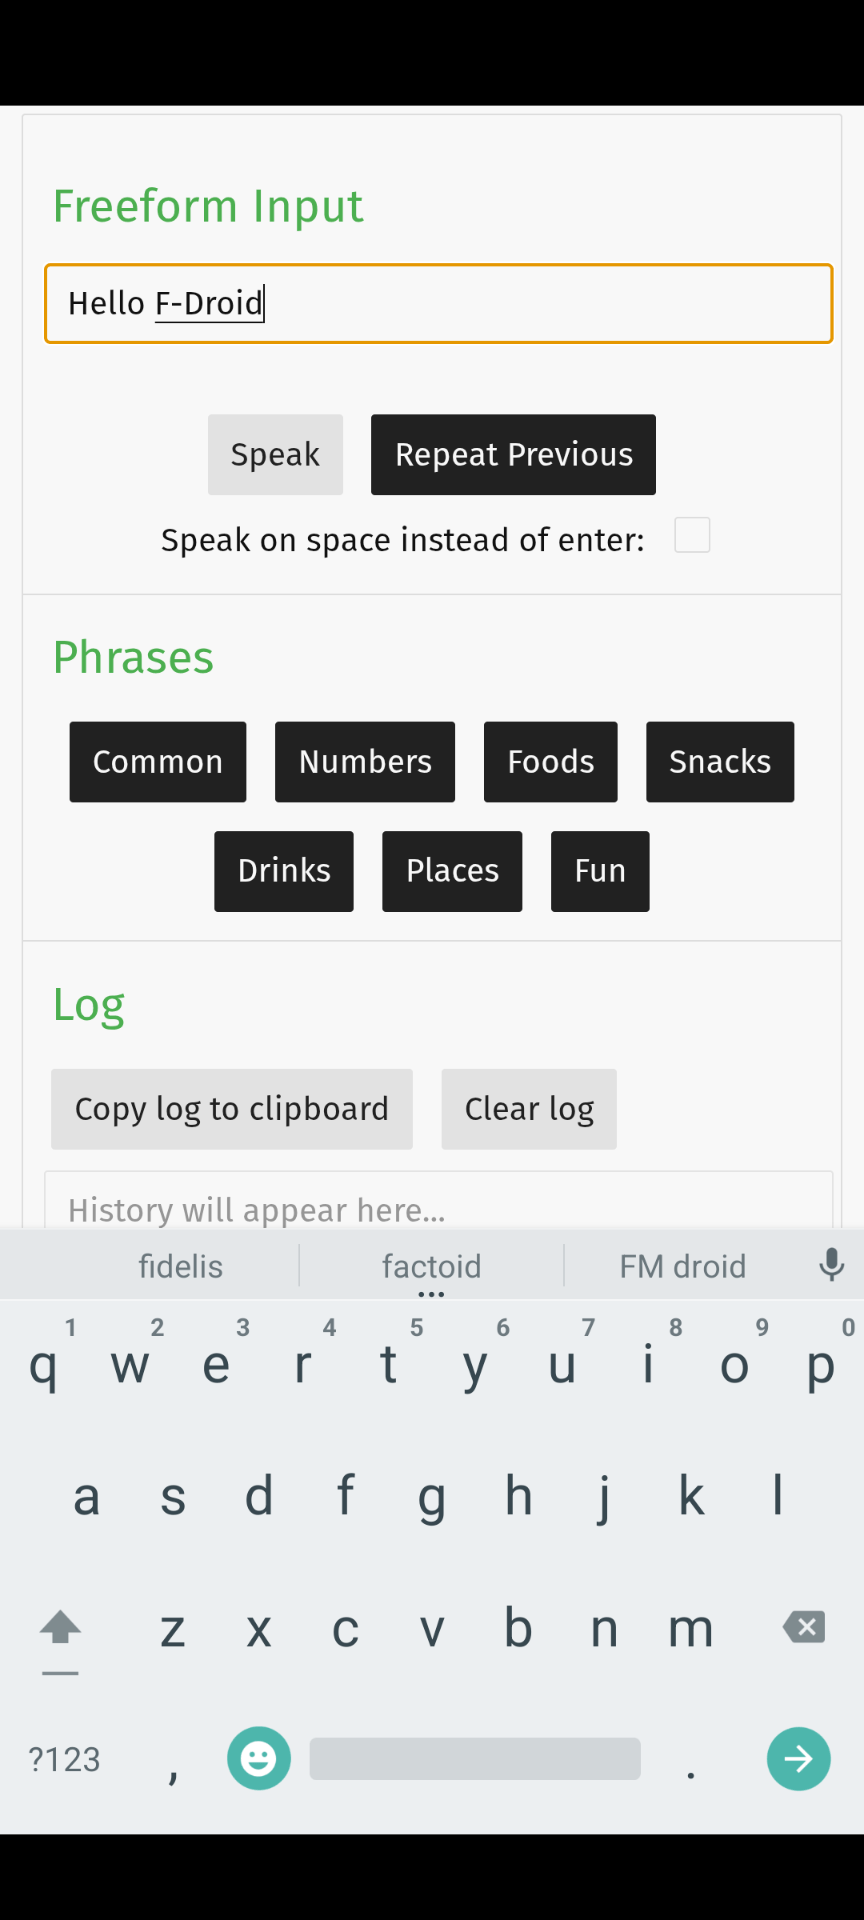 Freeform Input
Hello F-Droid
Speak Repeat Previous
Speak on space instead of enter:
Phrases
Common Numbers Foods Snacks
Drinks Places Fun
Log
Copy log to clipboard Clear log
History will appear here...
fidelis factoid FM droid
1 2 3 4 5 6 7 8 9 0
q w e r t y u i o p
a s d f g h j k l
z x c v b n m
?123 , .